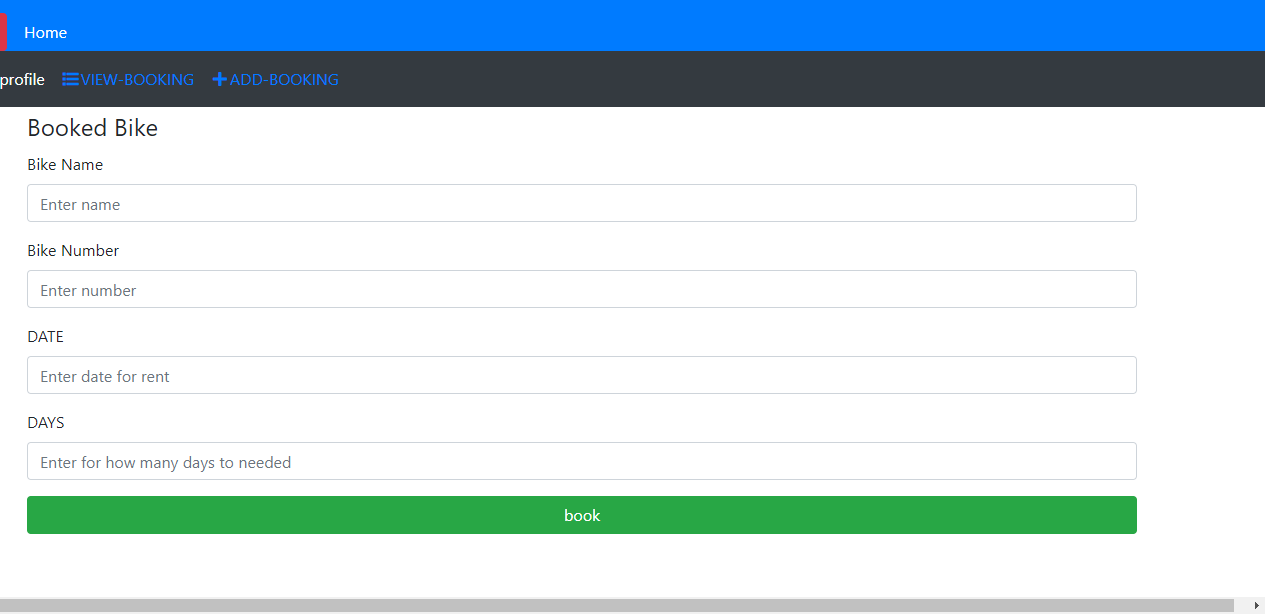 Home
profile VIEW-BOOKING ADD-BOOKING
Booked Bike
Bike Name
Enter name
Bike Number
Enter number
DATE
Enter date for rent
DAYS
Enter for how many days to needed
book